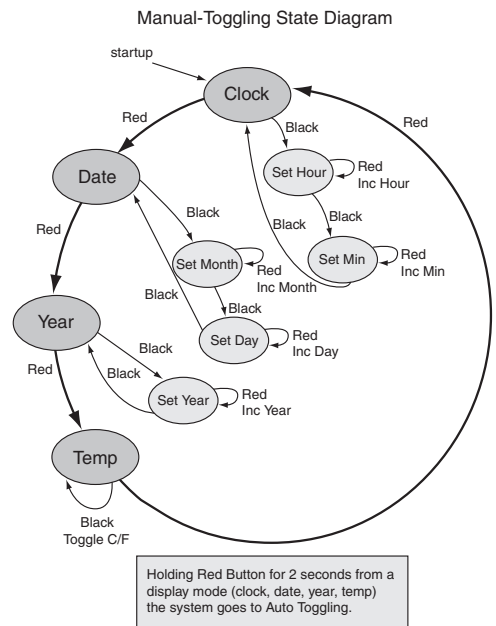 Manual-Toggling State Diagram
startup
Clock
Red
Red
Black
Date
Set Hour
Red
Inc Hour
Black
Black
Red
Black
Set Month
Red
Inc Month
Set Min
Red
Inc Min
Black
Black
Year
Set Day
Red
Inc Day
Black
Red
Black
Set Year
Red
Inc Year
Temp
Black
Toggle C/F
Holding Red Button for 2 seconds from a
display mode (clock, date, year, temp)
the system goes to Auto Toggling.